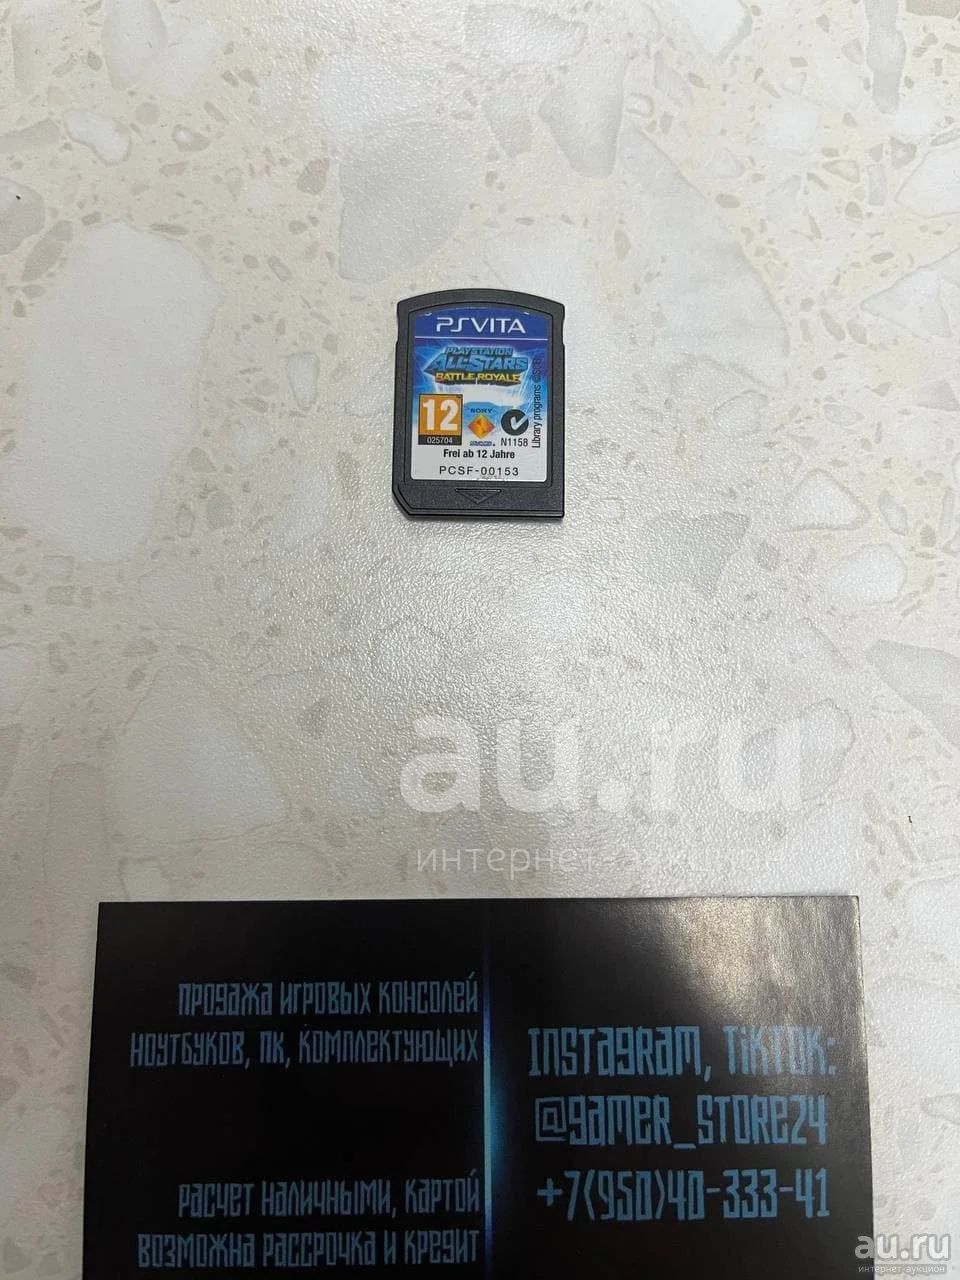 PSVITA
PLAYSTATION
ALL-STARS
BATTLE ROYALE
12
025704
SONY
N1158
Library programs ©SCE
Frei ab 12 Jahre
PCSF-00153
au.ru
интернет-аукцион
ПРОДАЖА ИГРОВЫХ КОНСОЛЕЙ
НОУТБУКОВ, ПК, КОМПЛЕКТУЮЩИХ
INSTAGRAM, TIKTOK:
@GAMER_STORE24
+7(950)40-333-41
РАСЧЕТ НАЛИЧНЫМИ, КАРТОЙ
ВОЗМОЖНА РАССРОЧКА И КРЕДИТ
au.ru
интернет-аукцион